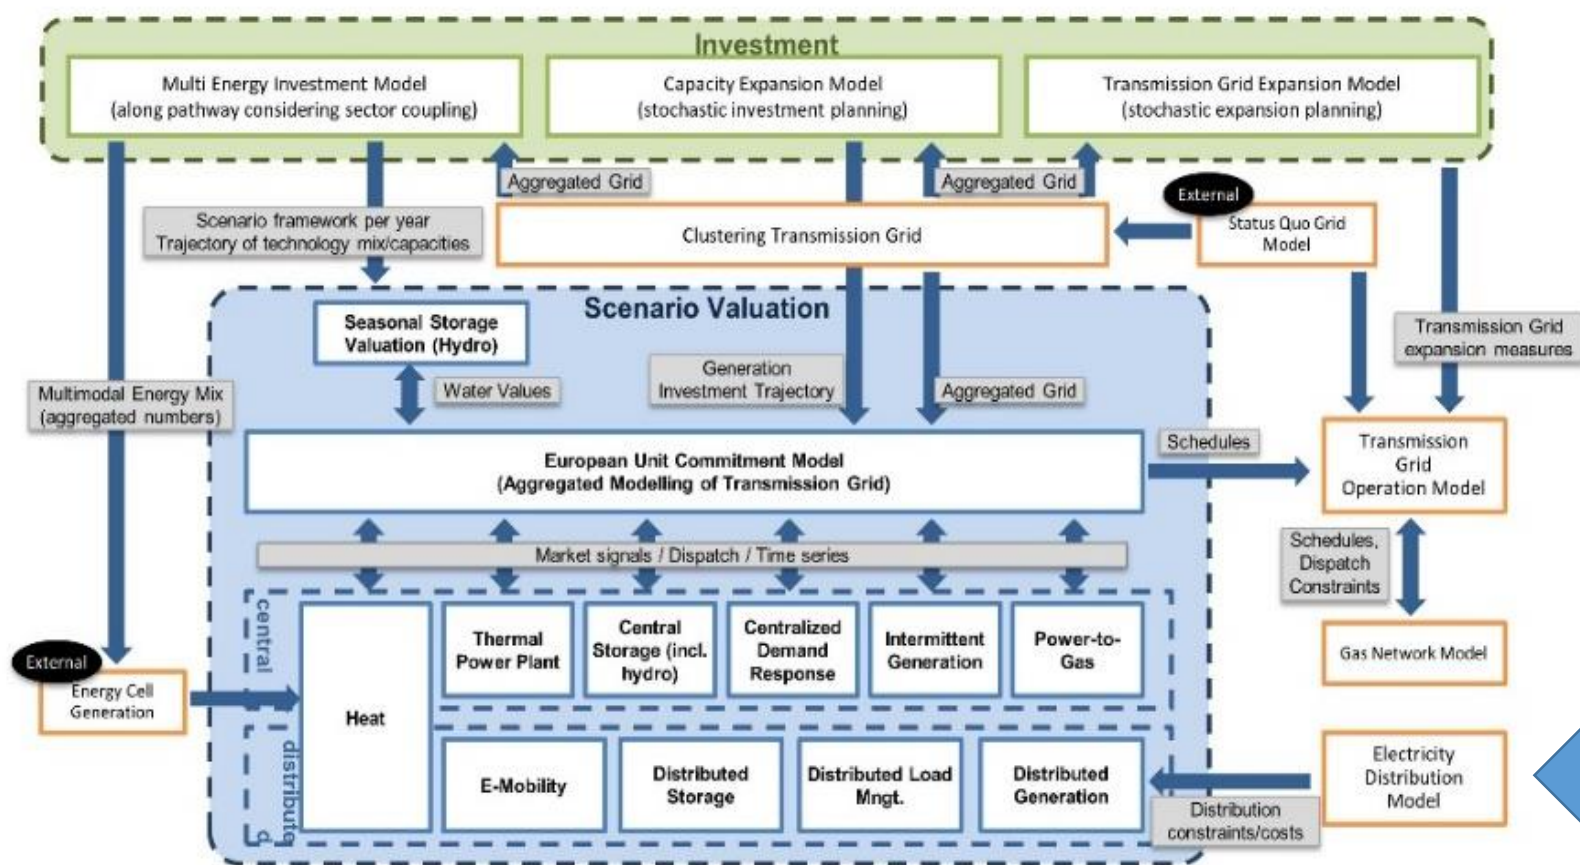 Investment
Multi Energy Investment Model
(along pathway considering sector coupling)
Capacity Expansion Model
(stochastic investment planning)
Transmission Grid Expansion Model
(stochastic expansion planning)
Aggregated Grid
Aggregated Grid
External
Scenario framework per year
Trajectory of technology mix/capacities
Clustering Transmission Grid
Status Quo Grid
Model
Scenario Valuation
Seasonal Storage
Valuation (Hydro)
Transmission Grid
expansion measures
Generation
Investment Trajectory
Multimodal Energy Mix
(aggregated numbers)
Water Values
Aggregated Grid
Schedules
Transmission
Grid
Operation Model
European Unit Commitment Model
(Aggregated Modelling of Transmission Grid)
Market signals / Dispatch / Time series
Schedules,
Dispatch
Constraints
central
Thermal
Power Plant
Central
Storage (incl.
hydro)
Centralized
Demand
Response
Intermittent
Generation
Power-to-
Gas
Gas Network Model
External
Energy Cell
Generation
Heat
distribute
d
E-Mobility
Distributed
Storage
Distributed Load
Mngt.
Distributed
Generation
Electricity
Distribution
Model
Distribution
constraints/costs